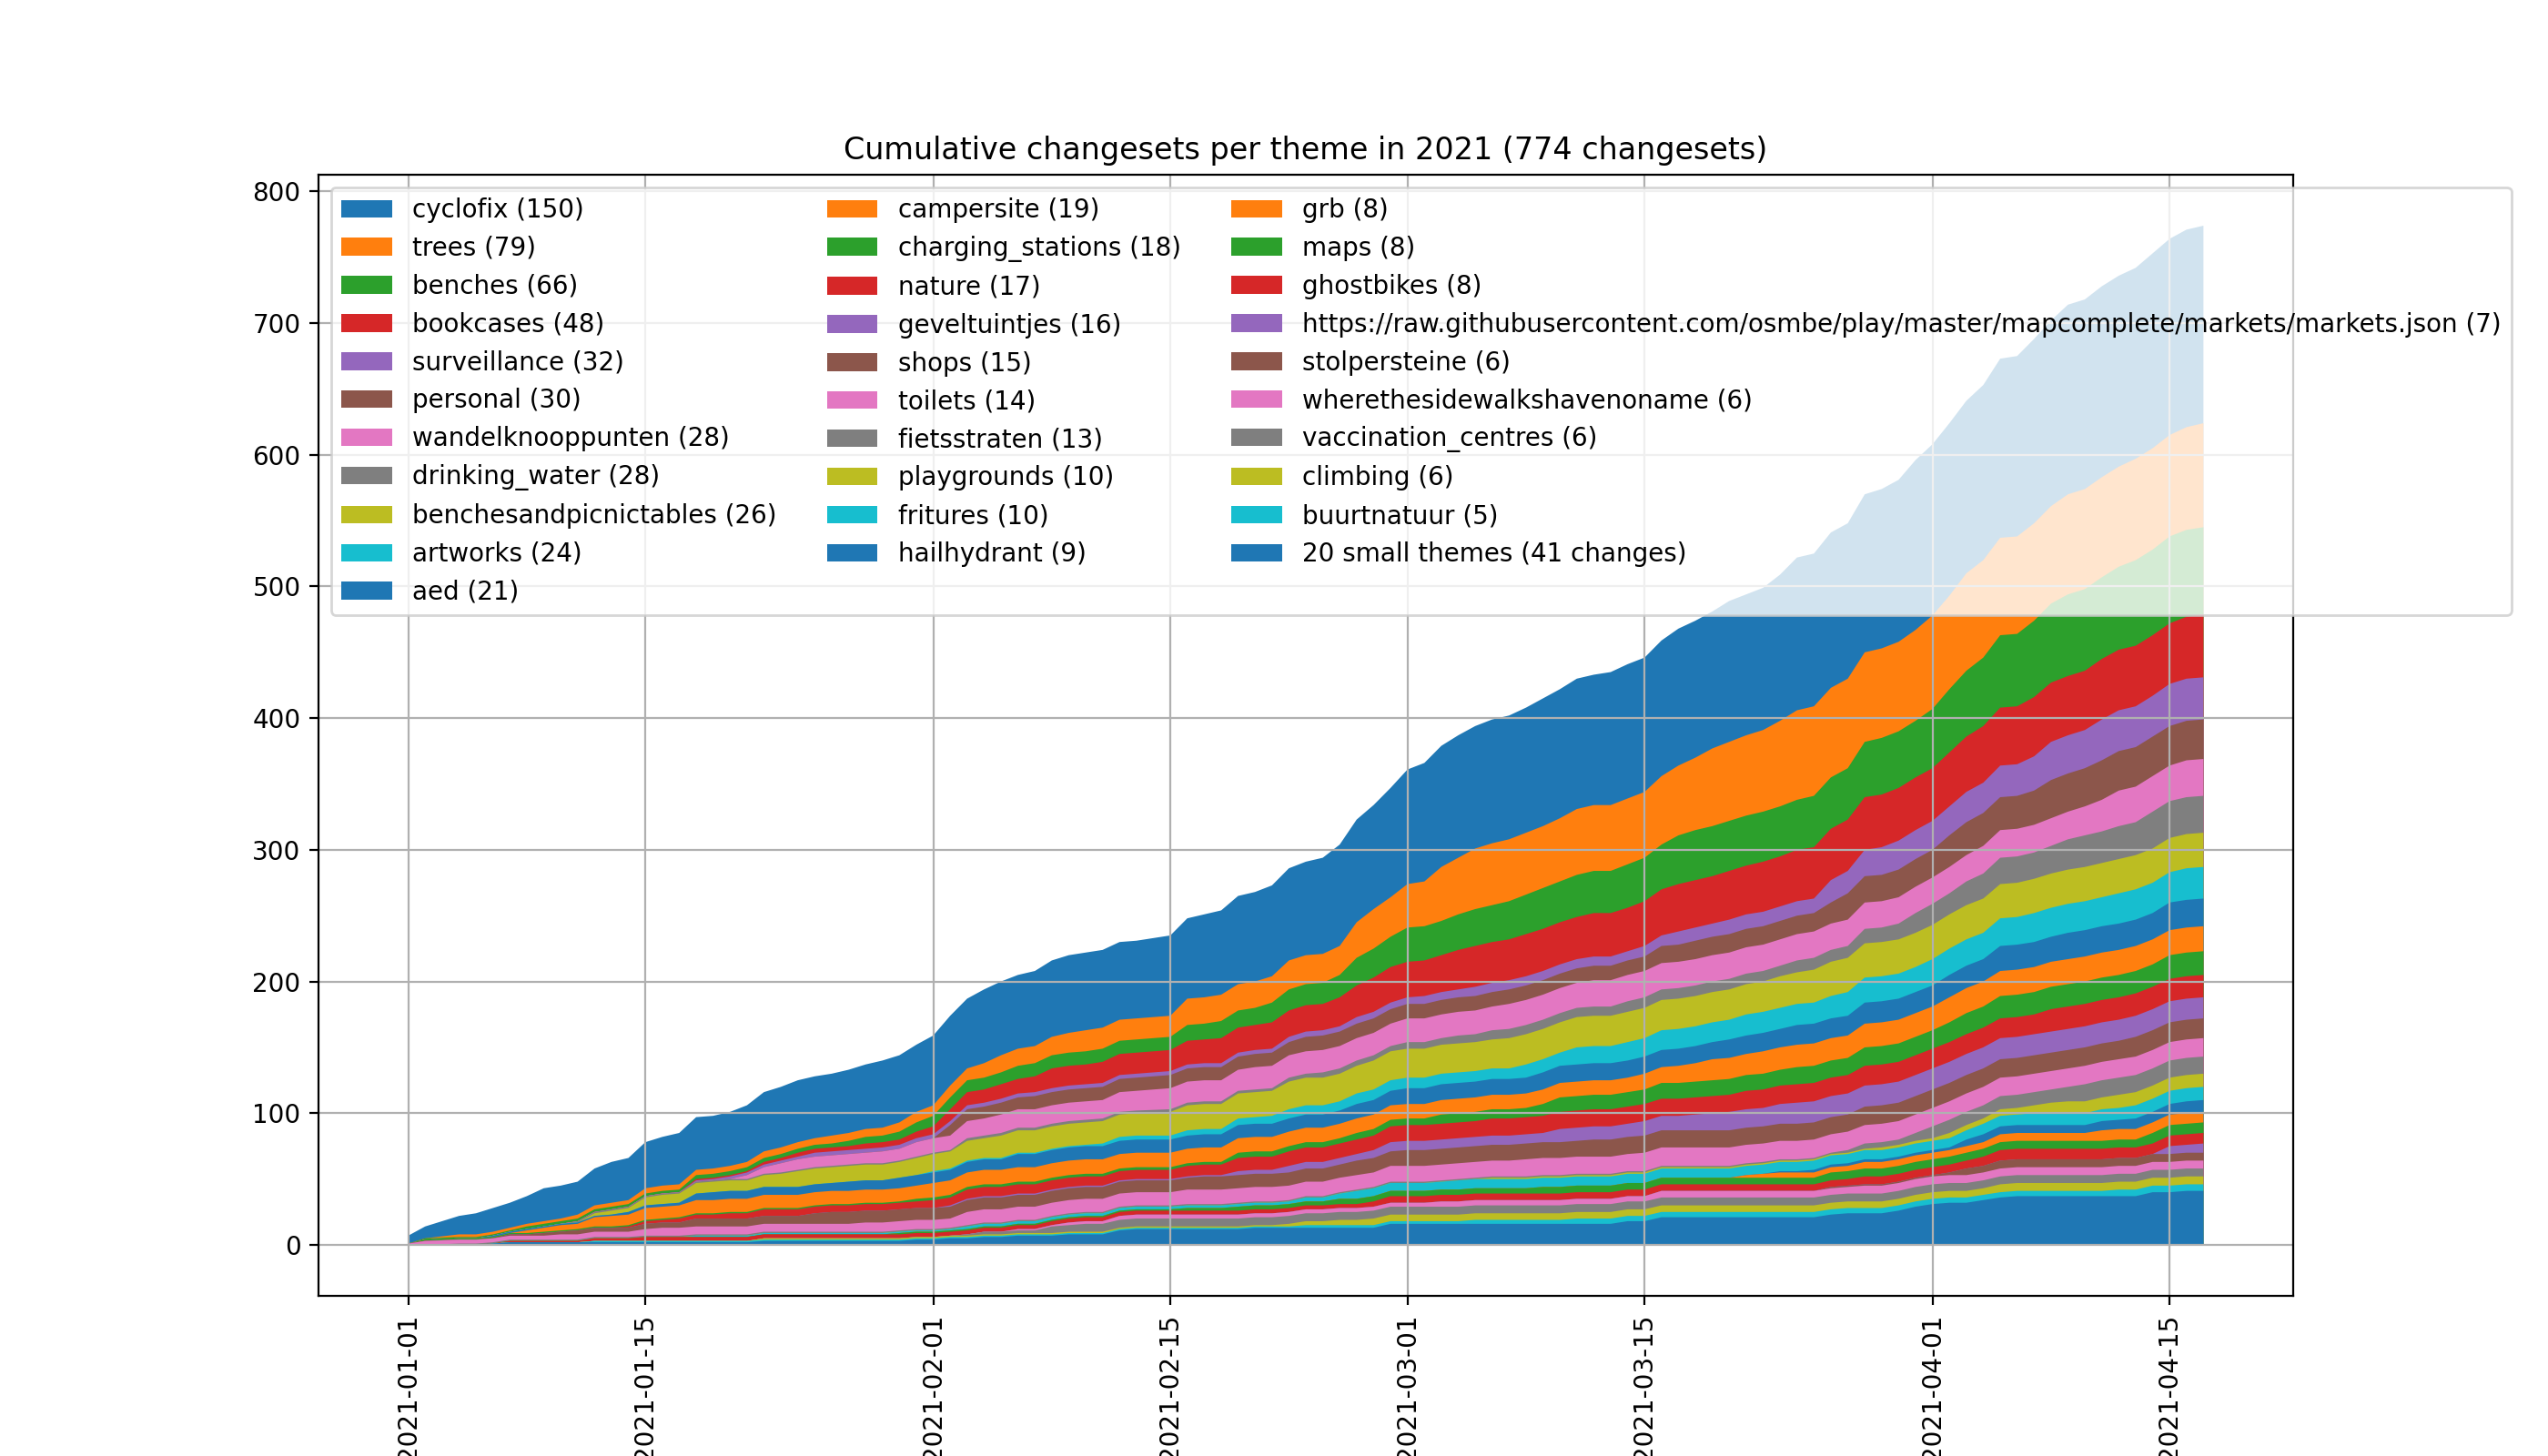 Cumulative changesets per theme in 2021 (774 changesets)
800
700
600
500
400
300
200
100
0
cyclofix (150)
trees (79)
benches (66)
bookcases (48)
surveillance (32)
personal (30)
wandelknooppunten (28)
drinking_water (28)
benchesandpicnictables (26)
artworks (24)
aed (21)
campersite (19)
charging_stations (18)
nature (17)
geveltuintjes (16)
shops (15)
toilets (14)
fietsstraten (13)
playgrounds (10)
fritures (10)
hailhydrant (9)
grb (8)
maps (8)
ghostbikes (8)
https://raw.githubusercontent.com/osmbe/play/master/mapcomplete/markets/markets.json (7)
stolpersteine (6)
wherethesidewalkshavenoname (6)
vaccination_centres (6)
climbing (6)
buurtnatuur (5)
20 small themes (41 changes)
2021-01-01
2021-01-15
2021-02-01
2021-02-15
2021-03-01
2021-03-15
2021-04-01
2021-04-15